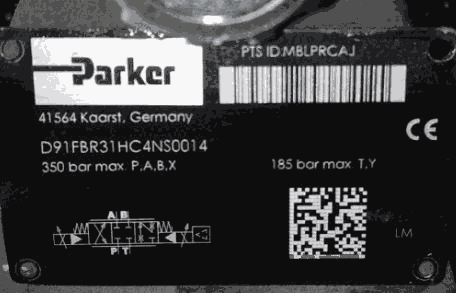 Parker
PTS ID:MBLPRCAJ
41564 Kaarst, Germany
CE
D91FBR31HC4NS0014
350 bar max. P,A,B,X
185 bar max. T,Y
A B
P T
LM